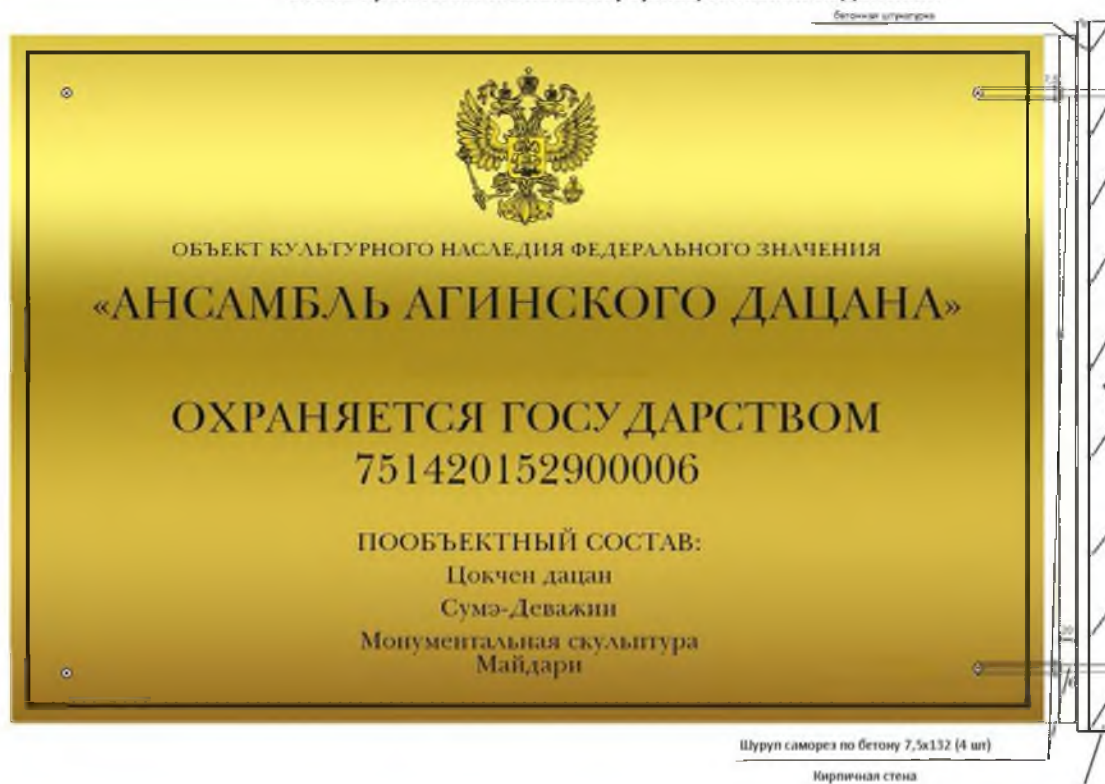 бетонная штукатурка
ОБЪЕКТ КУЛЬТУРНОГО НАСЛЕДИЯ ФЕДЕРАЛЬНОГО ЗНАЧЕНИЯ
«АНСАМБЛЬ АГИНСКОГО ДАЦАНА»
ОХРАНЯЕТСЯ ГОСУДАРСТВОМ
751420152900006
ПООБЪЕКТНЫЙ СОСТАВ:
Цокчен дацан
Сумэ-Деважин
Монументальная скульптура
Майдари
20
Шуруп саморез по бетону 7,5х132 (4 шт)
Кирпичная стена